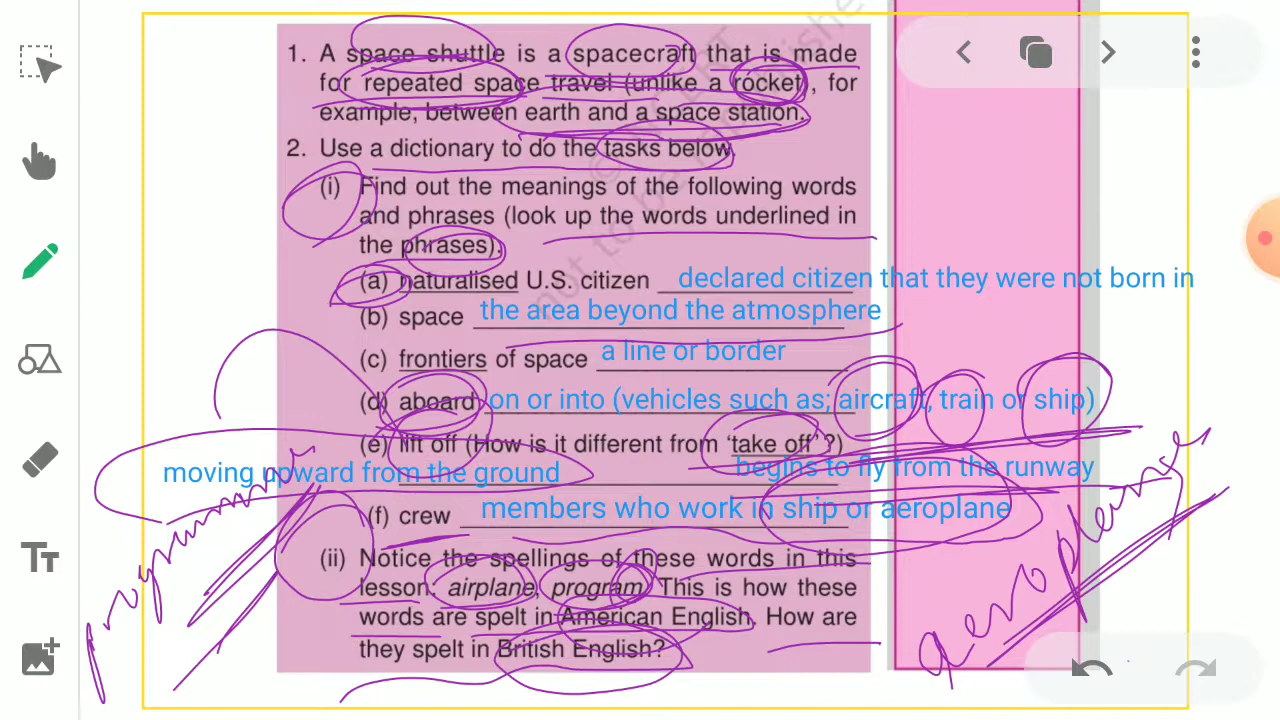 1. A space shuttle is a spacecraft that is made
for repeated space travel (unlike a rocket), for
example, between earth and a space station.
2. Use a dictionary to do the tasks below.
(i) Find out the meanings of the following words
and phrases (look up the words underlined in
the phrases).
(a) naturalised U.S. citizen declared citizen that they were not born in
(b) space the area beyond the atmosphere
(c) frontiers of space a line or border
(d) aboard on or into (vehicles such as; aircraft, train or ship)
(e) lift off (How is it different from ‘take off’?)
moving upward from the ground begins to fly from the runway
(f) crew members who work in ship or aeroplane
(ii) Notice the spellings of these words in this
lesson: airplane, program. This is how these
words are spelt in American English. How are
they spelt in British English?
aeroplane
not to be